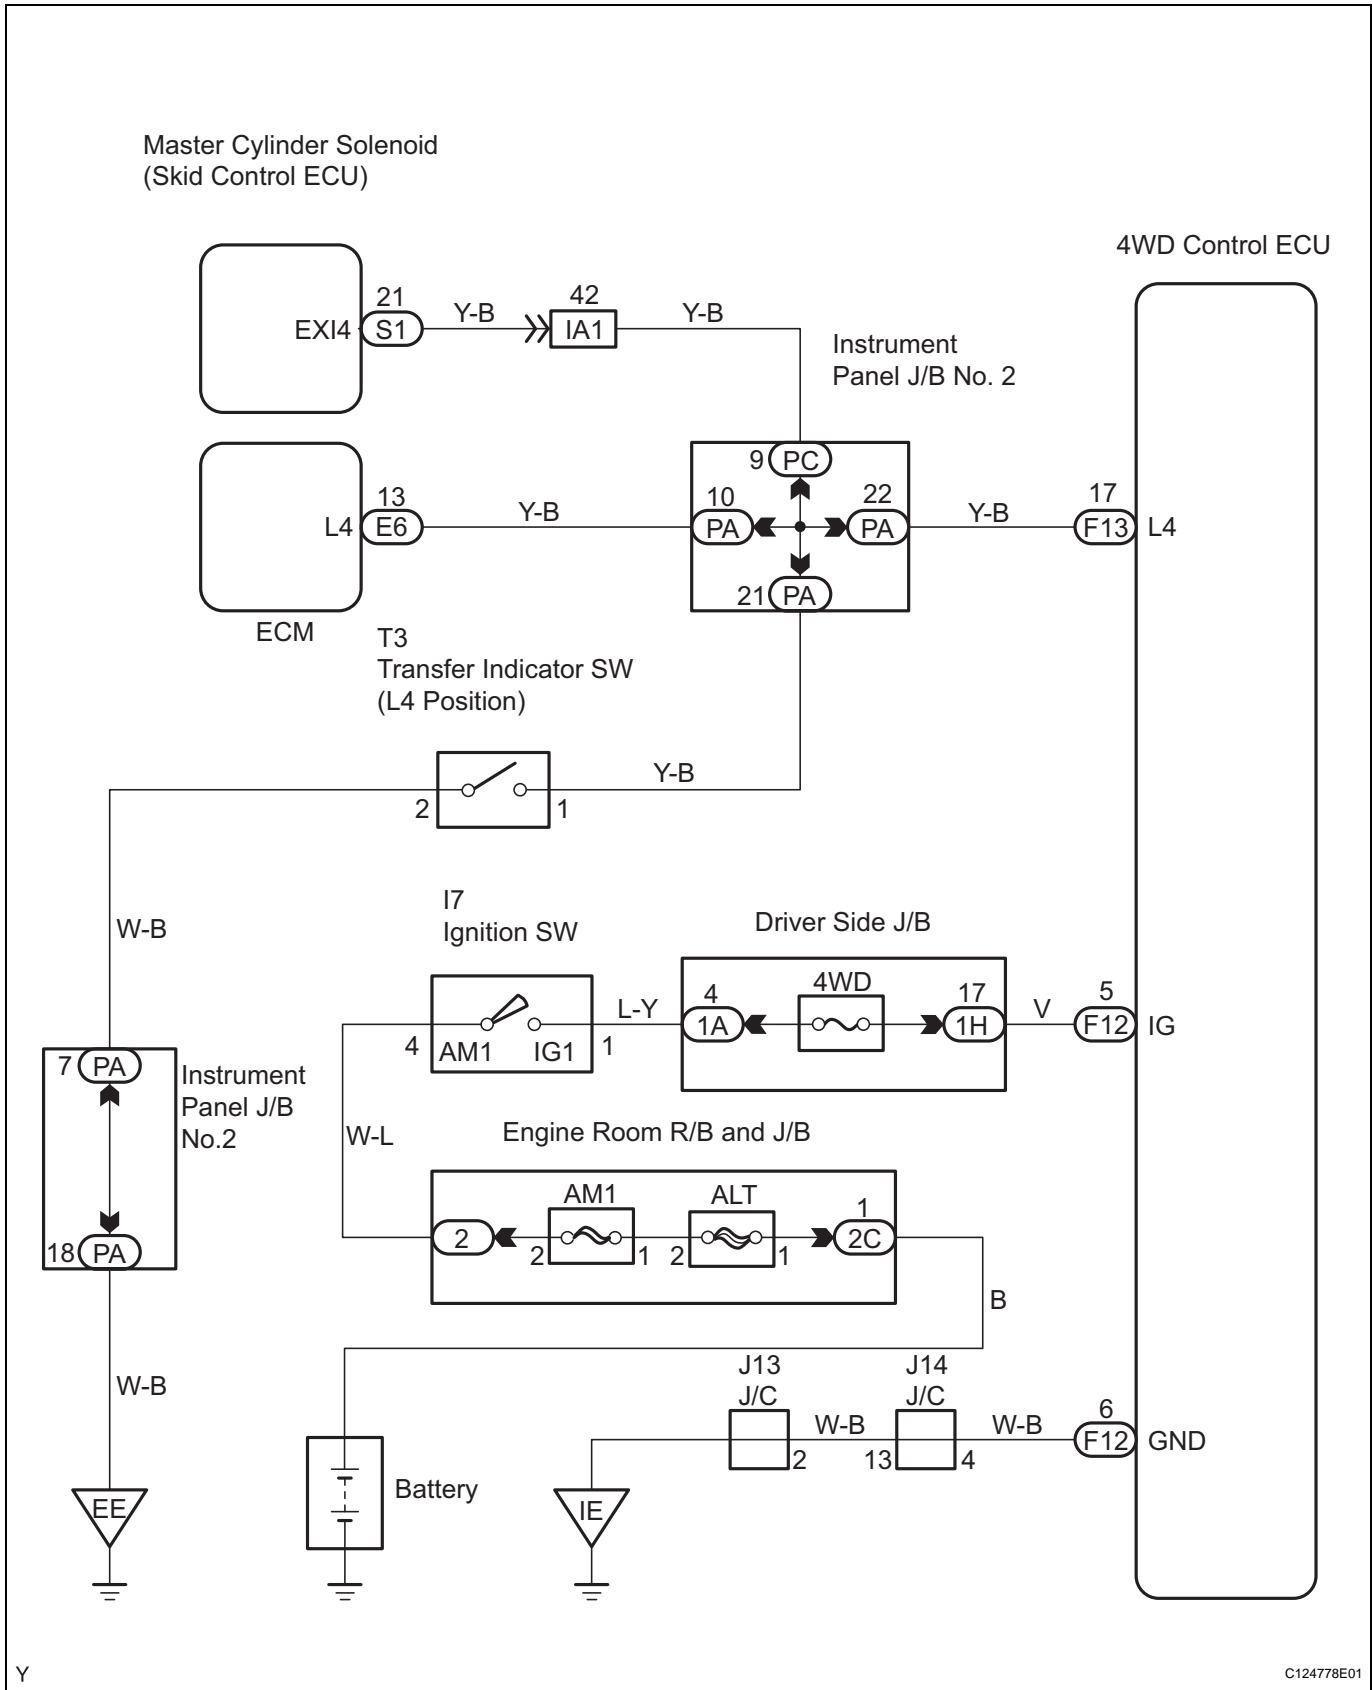 Master Cylinder Solenoid
(Skid Control ECU)
4WD Control ECU
21
EXI4
S1
Y-B
42
IA1
Y-B
Instrument
Panel J/B No. 2
9
PC
13
L4
E6
Y-B
10
PA
22
PA
Y-B
17
F13
L4
21
PA
ECM
T3
Transfer Indicator SW
(L4 Position)
2
1
Y-B
W-B
I7
Ignition SW
Driver Side J/B
4
AM1
IG1
1
L-Y
4
1A
4WD
17
1H
V
5
F12
IG
7
PA
Instrument
Panel J/B
No.2
18
PA
W-L
Engine Room R/B and J/B
2
AM1
2
1
ALT
2
1
1
2C
B
W-B
J13
J/C
2
W-B
J14
J/C
13
4
W-B
6
F12
GND
Battery
EE
IE
Y
C124778E01